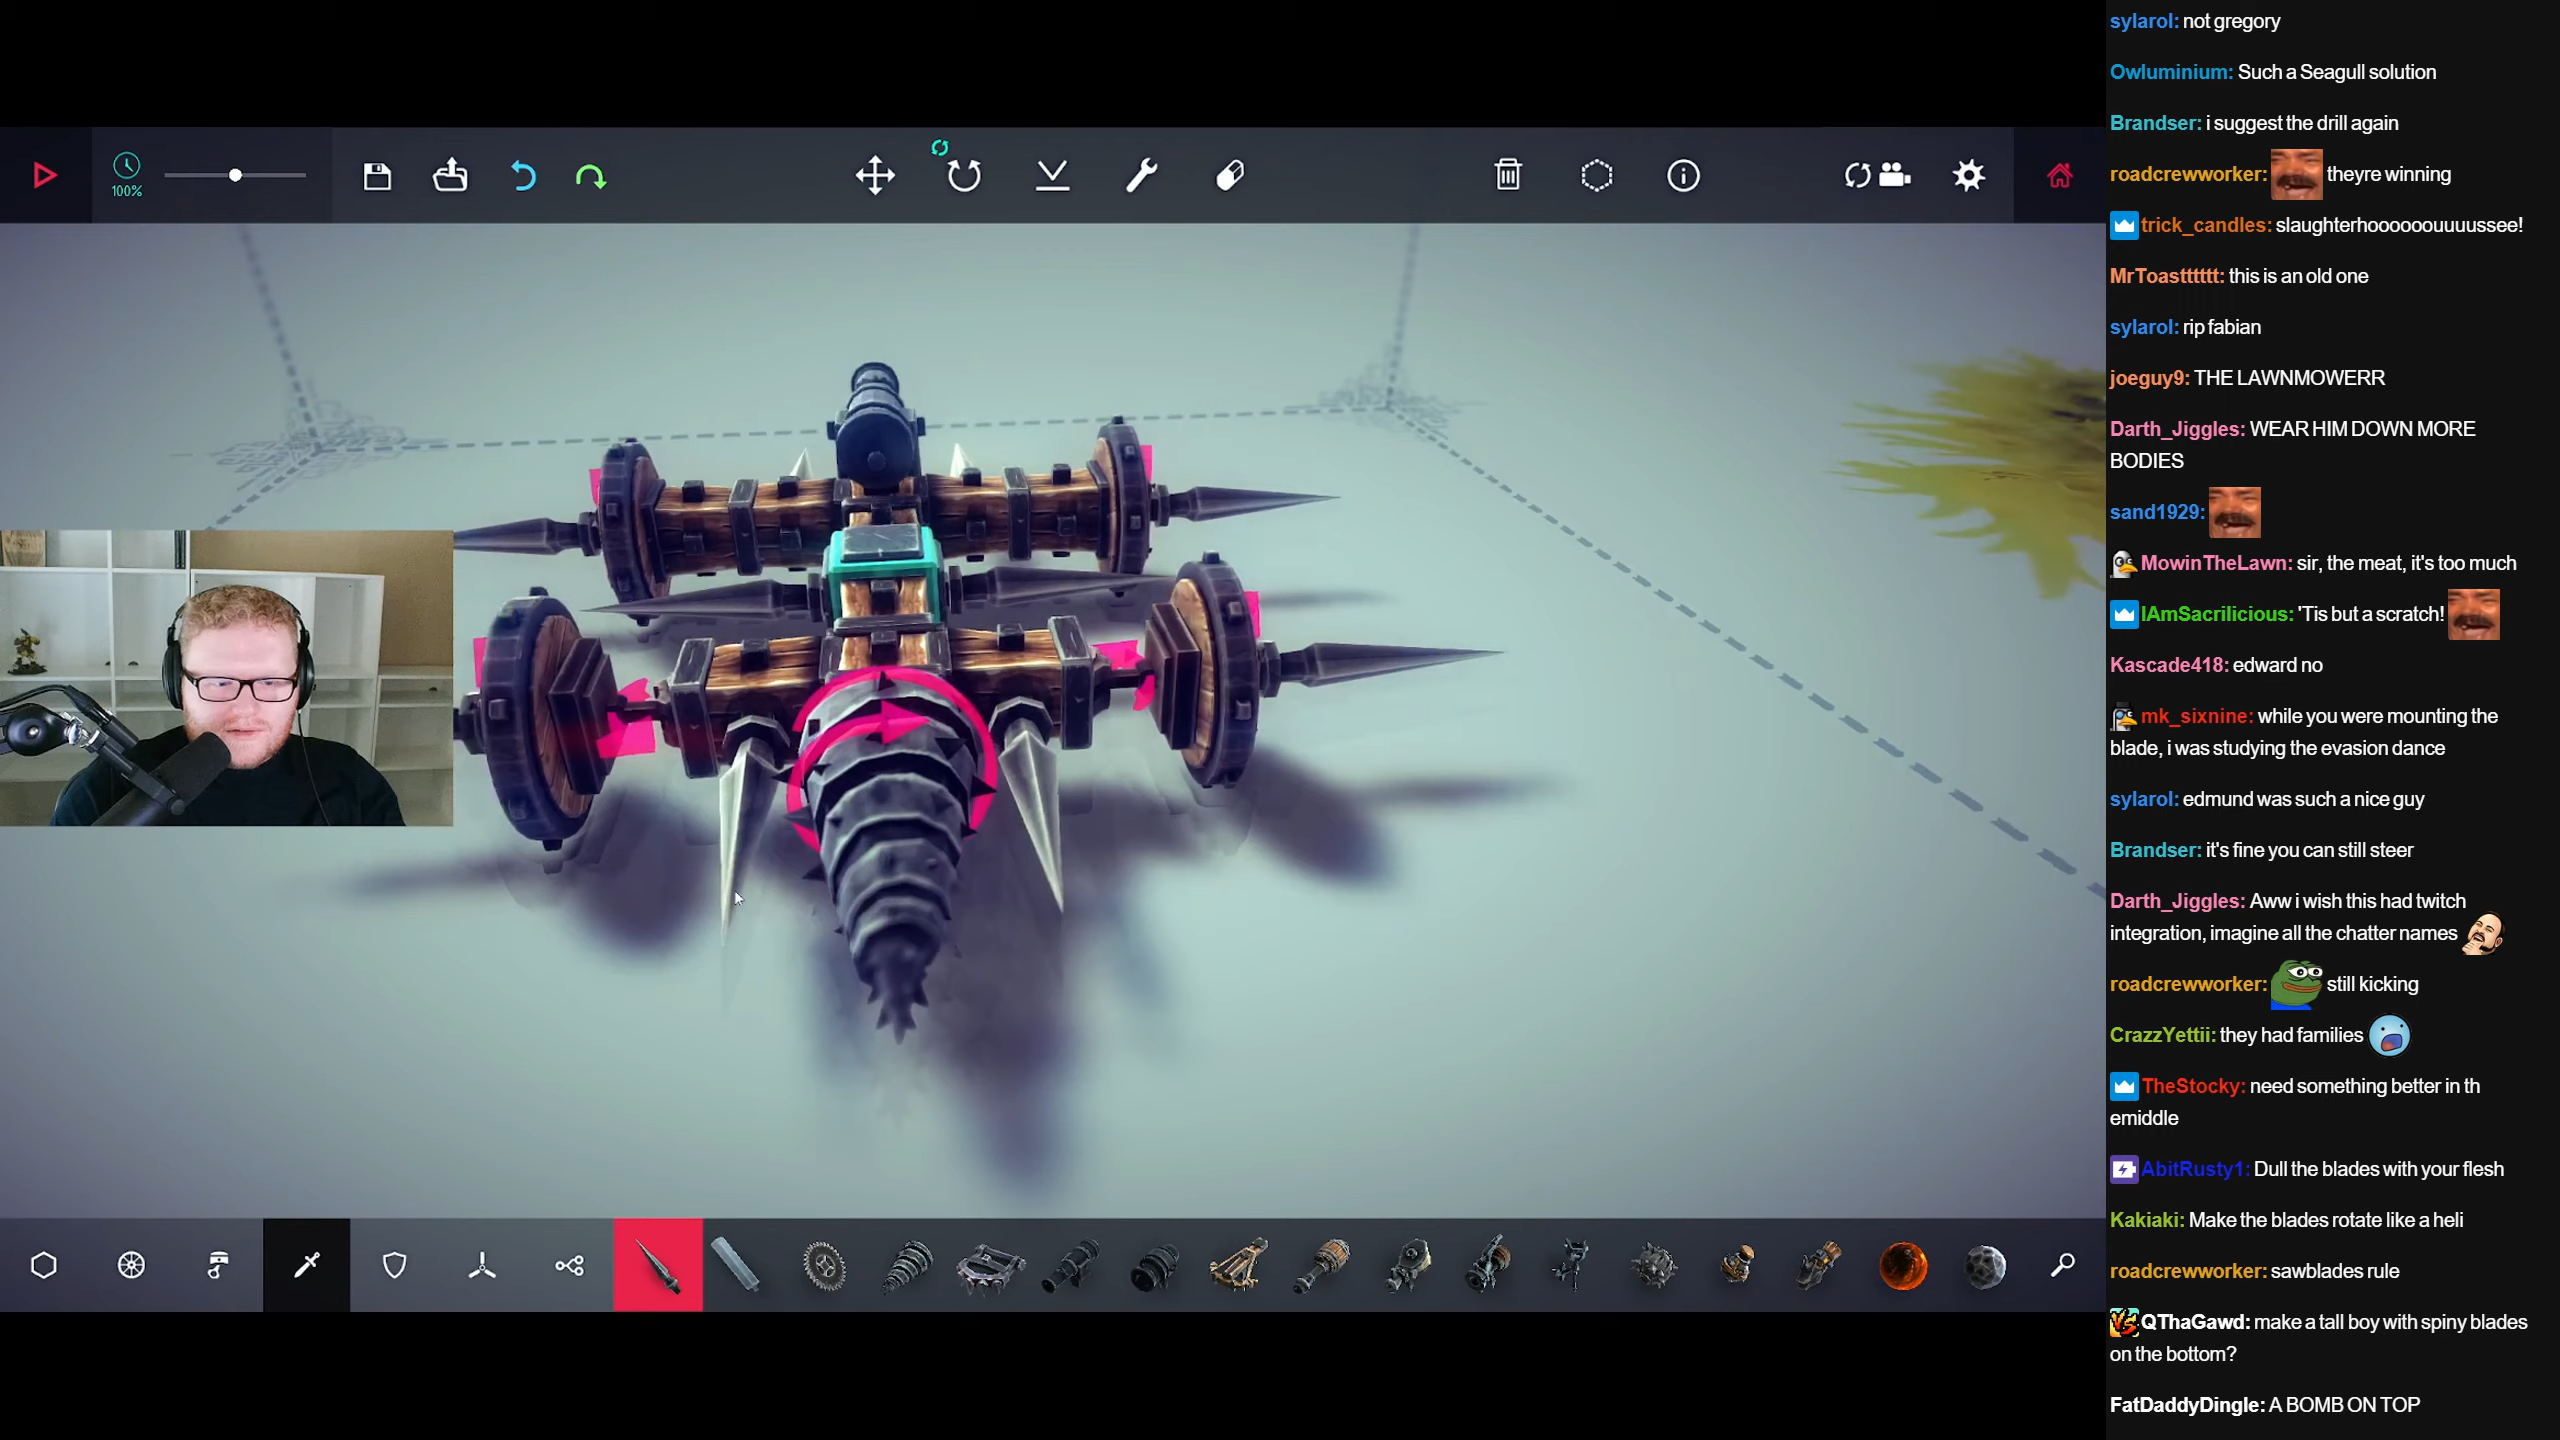 100%
sylarol: not gregory
Owluminium: Such a Seagull solution
Brandser: i suggest the drill again
roadcrewworker: theyre winning
trick_candles: slaughterhoooooouuuussee!
MrToastttttt: this is an old one
sylarol: rip fabian
joeguy9: THE LAWNMOWERR
Darth_Jiggles: WEAR HIM DOWN MORE
BODIES
sand1929:
MowinTheLawn: sir, the meat, it's too much
IAmSacrilicious: 'Tis but a scratch!
Kascade418: edward no
mk_sixnine: while you were mounting the
blade, i was studying the evasion dance
sylarol: edmund was such a nice guy
Brandser: it's fine you can still steer
Darth_Jiggles: Aww i wish this had twitch
integration, imagine all the chatter names
roadcrewworker: still kicking
CrazzYettii: they had families
TheStocky: need something better in th
emiddle
AbitRusty1: Dull the blades with your flesh
Kakiaki: Make the blades rotate like a heli
roadcrewworker: sawblades rule
VS QThaGawd: make a tall boy with spiny blades
on the bottom?
FatDaddyDingle: A BOMB ON TOP